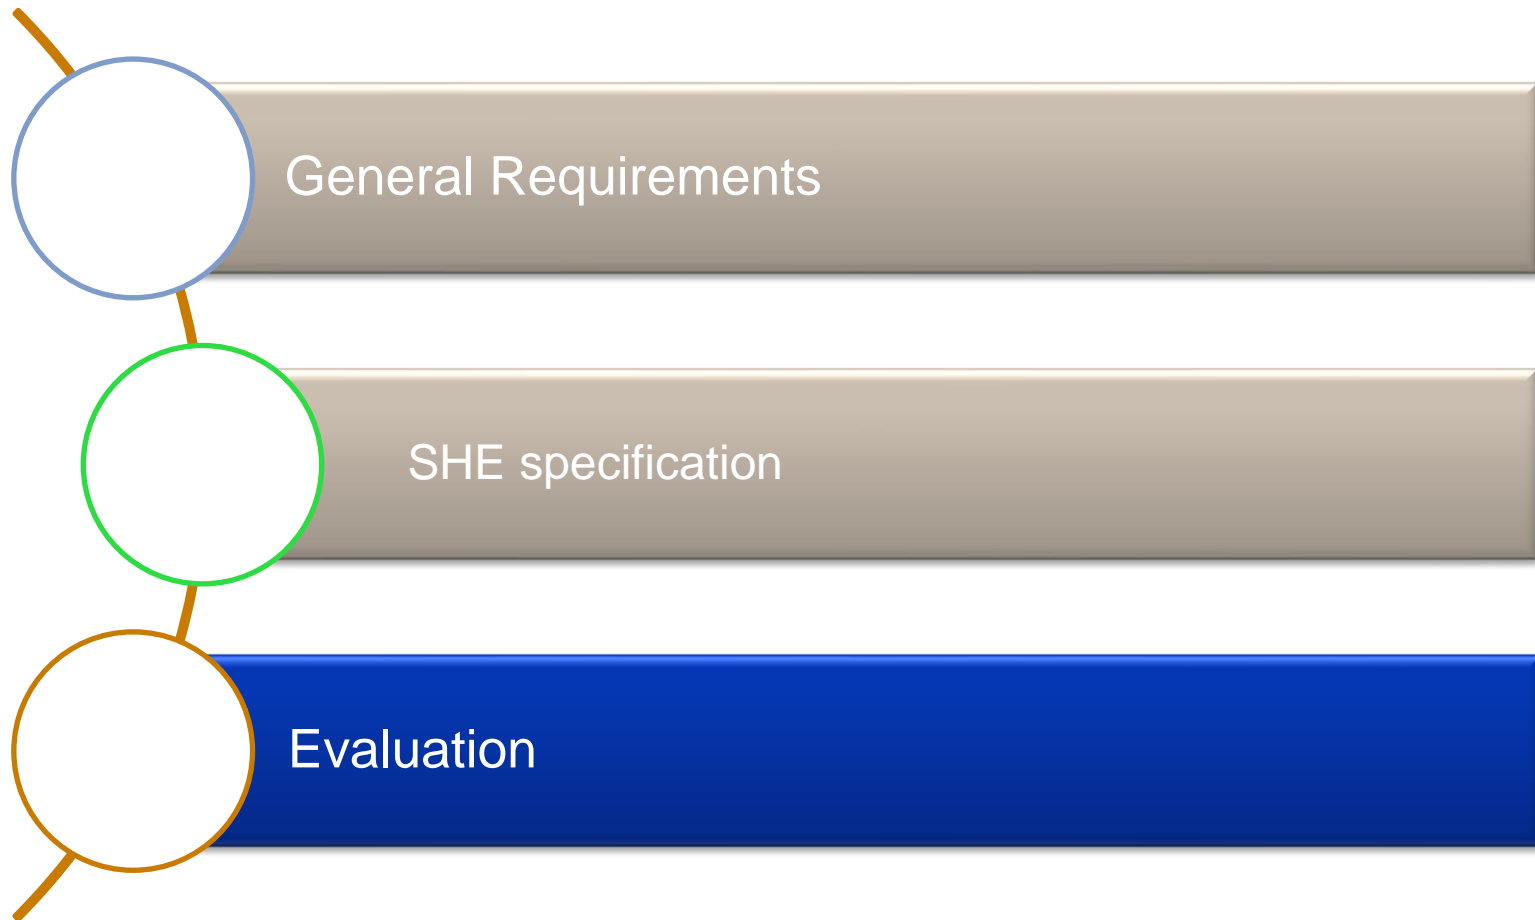 General Requirements
SHE specification
Evaluation